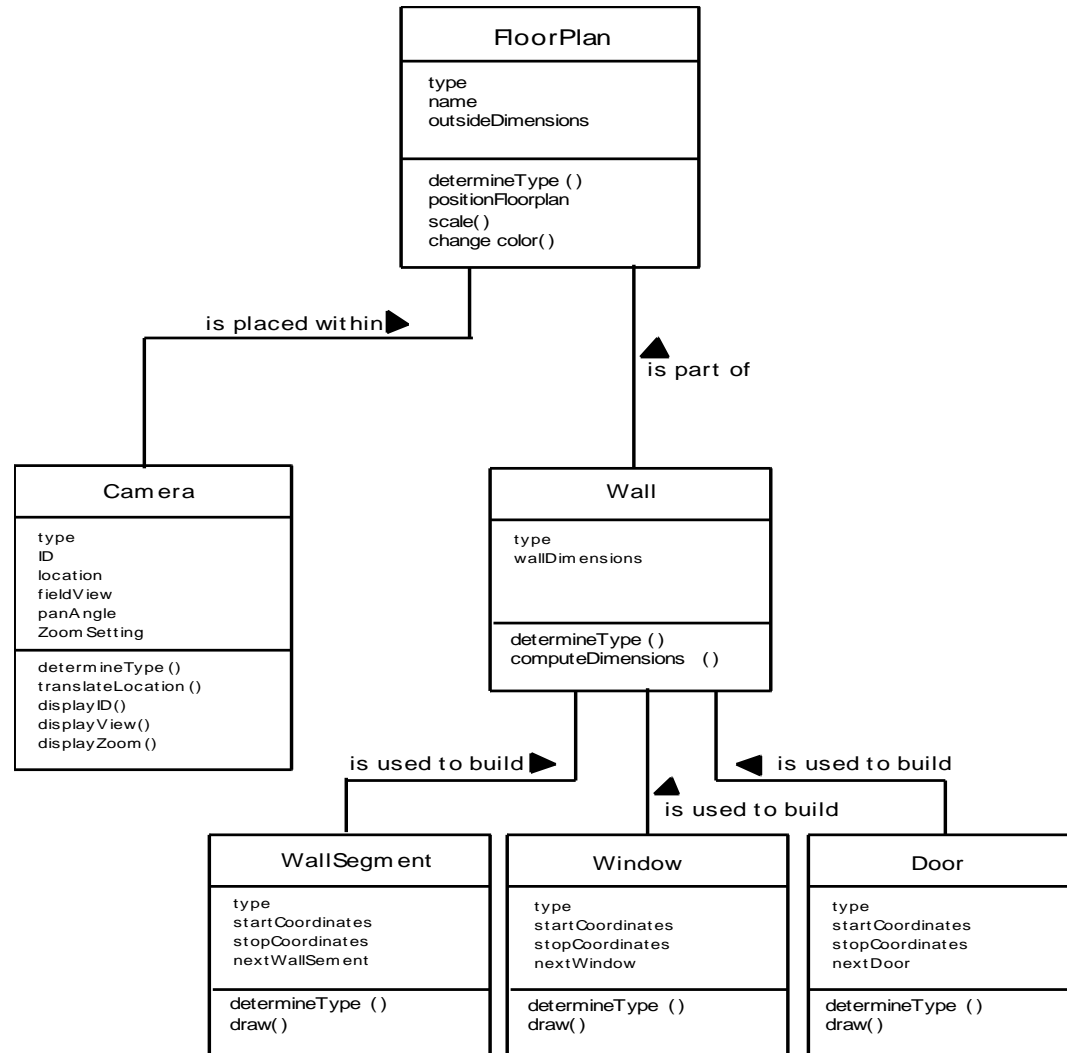 FloorPlan
type
name
outsideDimensions
determineType ()
positionFloorplan
scale()
change color()
is placed within
is part of
Camera
type
ID
location
fieldView
panAngle
ZoomSetting
determineType()
translateLocation()
displayID()
displayView()
displayZoom()
Wall
type
wallDimensions
determineType ()
computeDimensions ()
is used to build
is used to build
is used to build
WallSegment
type
startCoordinates
stopCoordinates
nextWallSement
determineType ()
draw()
Window
type
startCoordinates
stopCoordinates
nextWindow
determineType ()
draw()
Door
type
startCoordinates
stopCoordinates
nextDoor
determineType ()
draw()